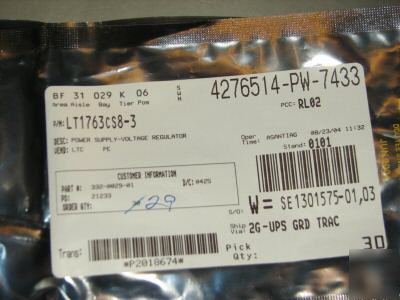 BF 31 029 K 06
Area Aisle Bay Tier Pos
S W H
4276514-PW-7433
PCC: RL02
P/N: LT1763CS8-3
DESC: POWER SUPPLY-VOLTAGE REGULATOR
VEND: LTC PE
Oper: ASANTIAG 08/23/04 11:32
Time:
Stand: 0101
CUSTOMER INFORMATION
PART #: 332-0029-01 D/C: 0425
PO: 21233
ORDER QTY: 29
S/O: W= SE1301575-01,03
Ship Via: 2G-UPS GRD TRAC
Trans:
*P2018674*
Pick Qty: 30